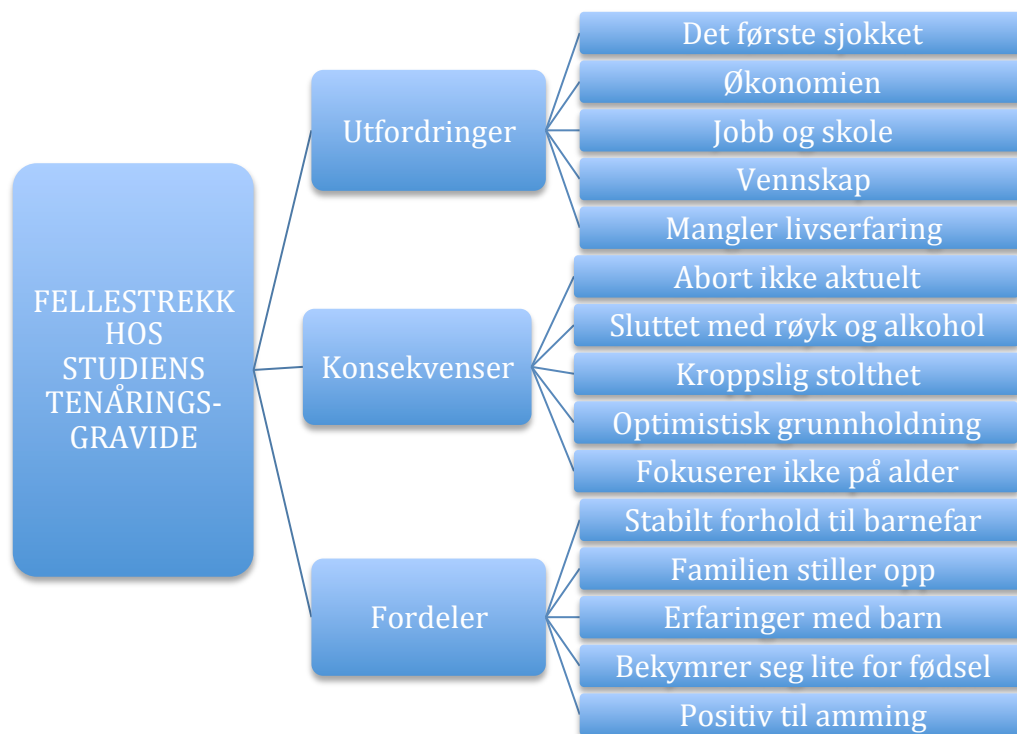 FELLESTREKK
HOS
STUDIENS
TENÅRINGS-
GRAVIDE
Utfordringer
Det første sjokket
Økonomien
Jobb og skole
Vennskap
Mangler livserfaring
Konsekvenser
Abort ikke aktuelt
Sluttet med røyk og alkohol
Kroppslig stolthet
Optimistisk grunnholdning
Fokuserer ikke på alder
Fordeler
Stabilt forhold til barnefar
Familien stiller opp
Erfaringer med barn
Bekymrer seg lite for fødsel
Positiv til amming